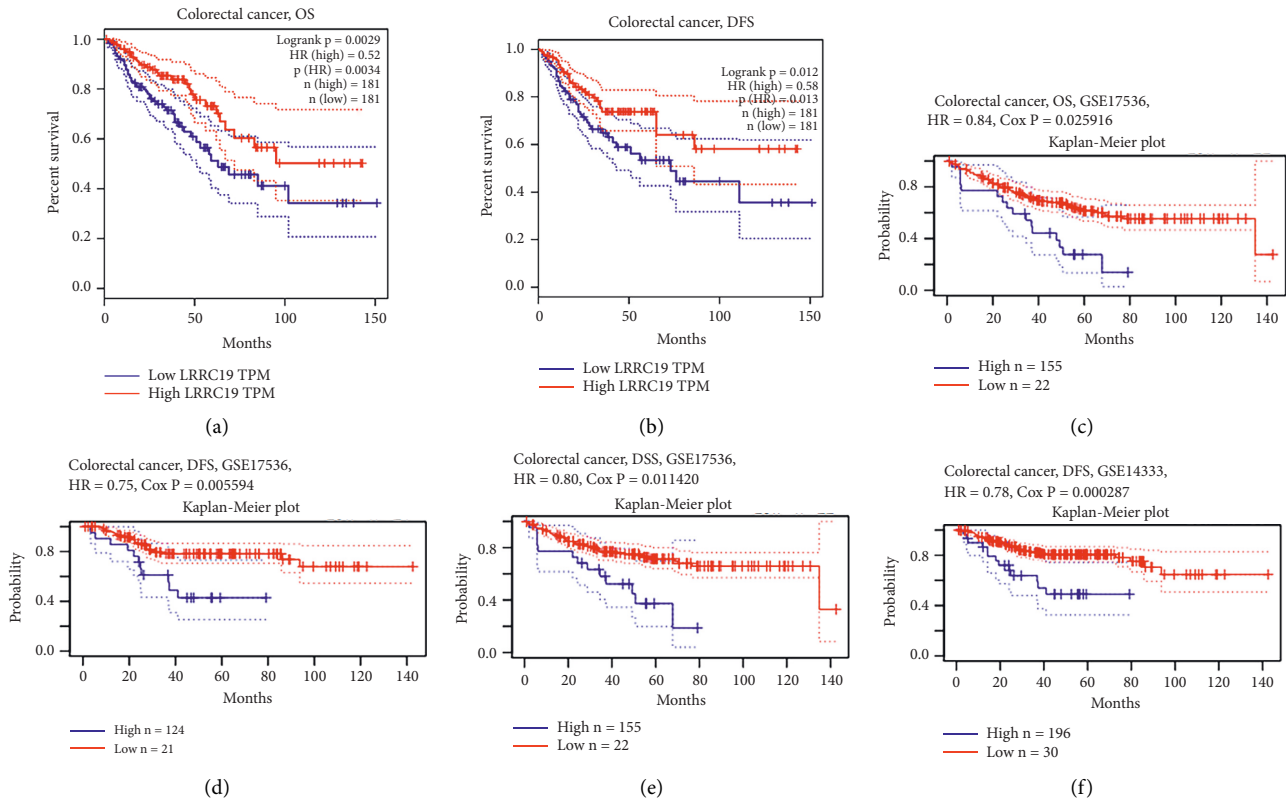 Colorectal cancer, OS
Logrank p = 0.0029
HR (high) = 0.52
p (HR) = 0.0034
n (high) = 181
n (low) = 181
1.0
0.8
0.6
0.4
0.2
0.0
Percent survival
0
50
100
150
Months
Low LRRC19 TPM
High LRRC19 TPM
(a)
Colorectal cancer, DFS
Logrank p = 0.012
HR (high) = 0.58
p (HR) = 0.013
n (high) = 181
n (low) = 181
1.0
0.8
0.6
0.4
0.2
0.0
Percent survival
0
50
100
150
Months
Low LRRC19 TPM
High LRRC19 TPM
(b)
Colorectal cancer, OS, GSE17536,
HR = 0.84, Cox P = 0.025916
Kaplan-Meier plot
0.8
0.4
0.0
Probability
0
20
40
60
80
100
120
140
Months
High n = 155
Low n = 22
(c)
Colorectal cancer, DFS, GSE17536,
HR = 0.75, Cox P = 0.005594
Kaplan-Meier plot
0.8
0.4
0.0
Probability
0
20
40
60
80
100
120
140
Months
High n = 124
Low n = 21
(d)
Colorectal cancer, DSS, GSE17536,
HR = 0.80, Cox P = 0.011420
Kaplan-Meier plot
0.8
0.4
0.0
Probability
0
20
40
60
80
100
120
140
Months
High n = 155
Low n = 22
(e)
Colorectal cancer, DFS, GSE14333,
HR = 0.78, Cox P = 0.000287
Kaplan-Meier plot
0.8
0.4
0.0
Probability
0
20
40
60
80
100
120
140
Months
High n = 196
Low n = 30
(f)